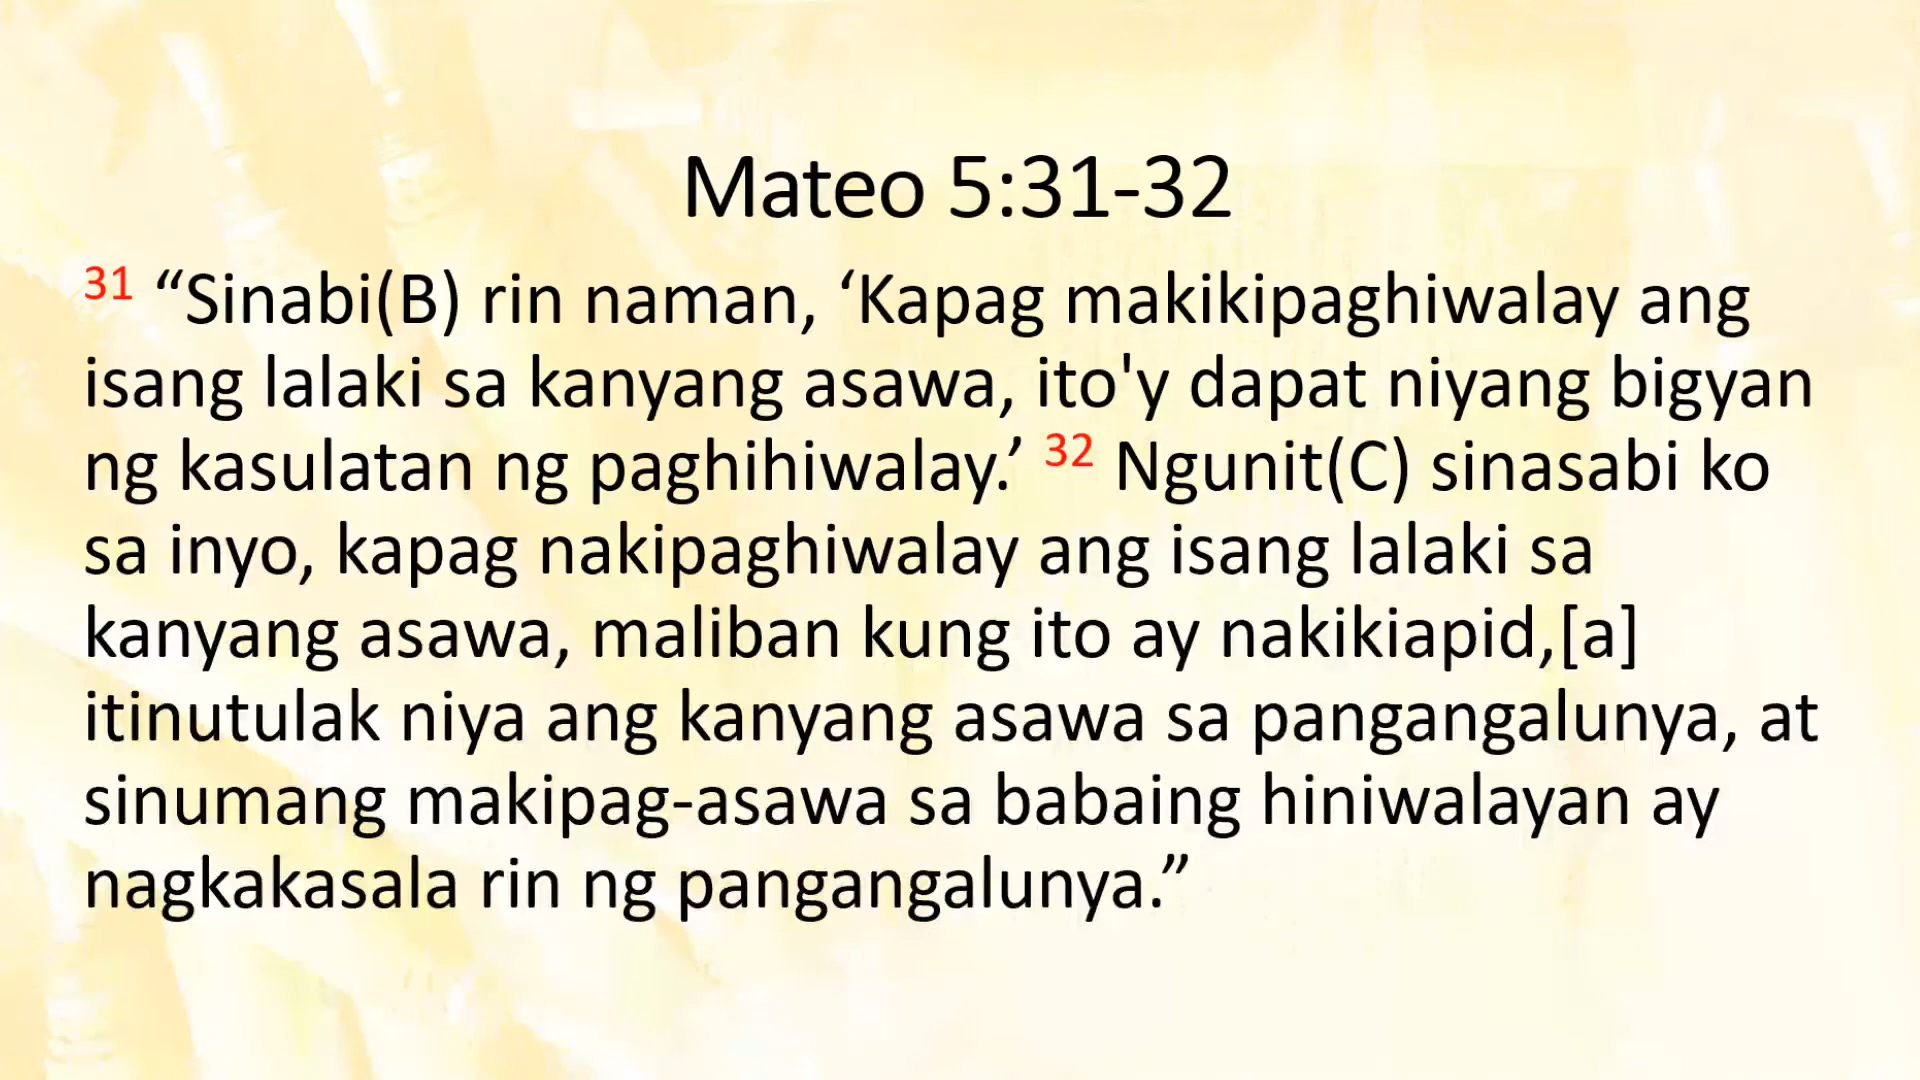 Mateo 5:31-32
31 “Sinabi(B) rin naman, ‘Kapag makikipaghiwalay ang
isang lalaki sa kanyang asawa, ito'y dapat niyang bigyan
ng kasulatan ng paghihiwalay.’ 32 Ngunit(C) sinasabi ko
sa inyo, kapag nakipaghiwalay ang isang lalaki sa
kanyang asawa, maliban kung ito ay nakikiapid,[a]
itinutulak niya ang kanyang asawa sa pangangalunya, at
sinumang makipag-asawa sa babaing hiniwalayan ay
nagkakasala rin ng pangangalunya.”